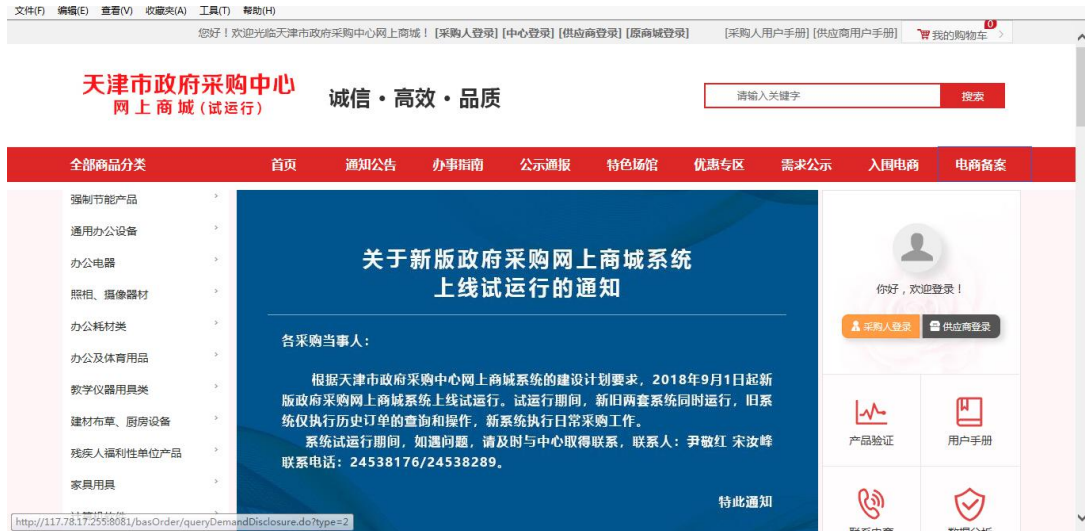 文件(F) 编辑(E) 查看(V) 收藏夹(A) 工具(T) 帮助(H)
您好！欢迎光临天津市政府采购中心网上商城！ [采购人登录] [中心登录] [供应商登录] [原商城登录] [采购人用户手册] [供应商用户手册] 我的购物车 0
天津市政府采购中心
网上商城(试运行)
诚信·高效·品质
请输入关键字 搜索
全部商品分类 首页 通知公告 办事指南 公示通报 特色场馆 优惠专区 需求公示 入围电商 电商备案
强制节能产品
通用办公设备
办公电器
照相、摄像器材
办公耗材类
办公及体育用品
教学仪器用具类
建材布草、厨房设备
残疾人福利性单位产品
家具用具
关于新版政府采购网上商城系统
上线试运行的通知
各采购当事人：
根据天津市政府采购中心网上商城系统的建设计划要求，2018年9月1日起新
版政府采购网上商城系统上线试运行。试运行期间，新旧两套系统同时运行，旧系
统仅执行历史订单的查询和操作，新系统执行日常采购工作。
系统试运行期间，如遇问题，请及时与中心取得联系，联系人：尹敬红 宋汝峰
联系电话：24538176/24538289。
特此通知
你好，欢迎登录！
采购人登录 供应商登录
产品验证 用户手册
http://117.78.17.255:8081/basOrder/queryDemandDisclosure.do?type=2